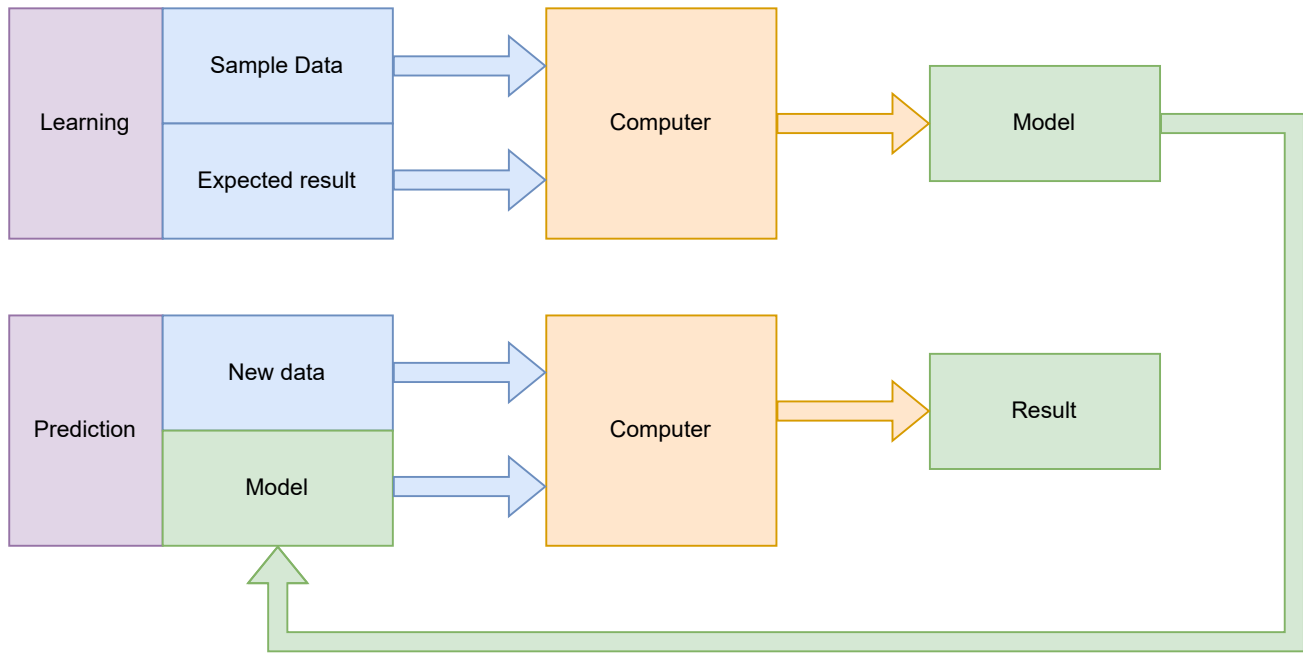 Learning
Sample Data
Expected result
Computer
Model
Prediction
New data
Model
Computer
Result